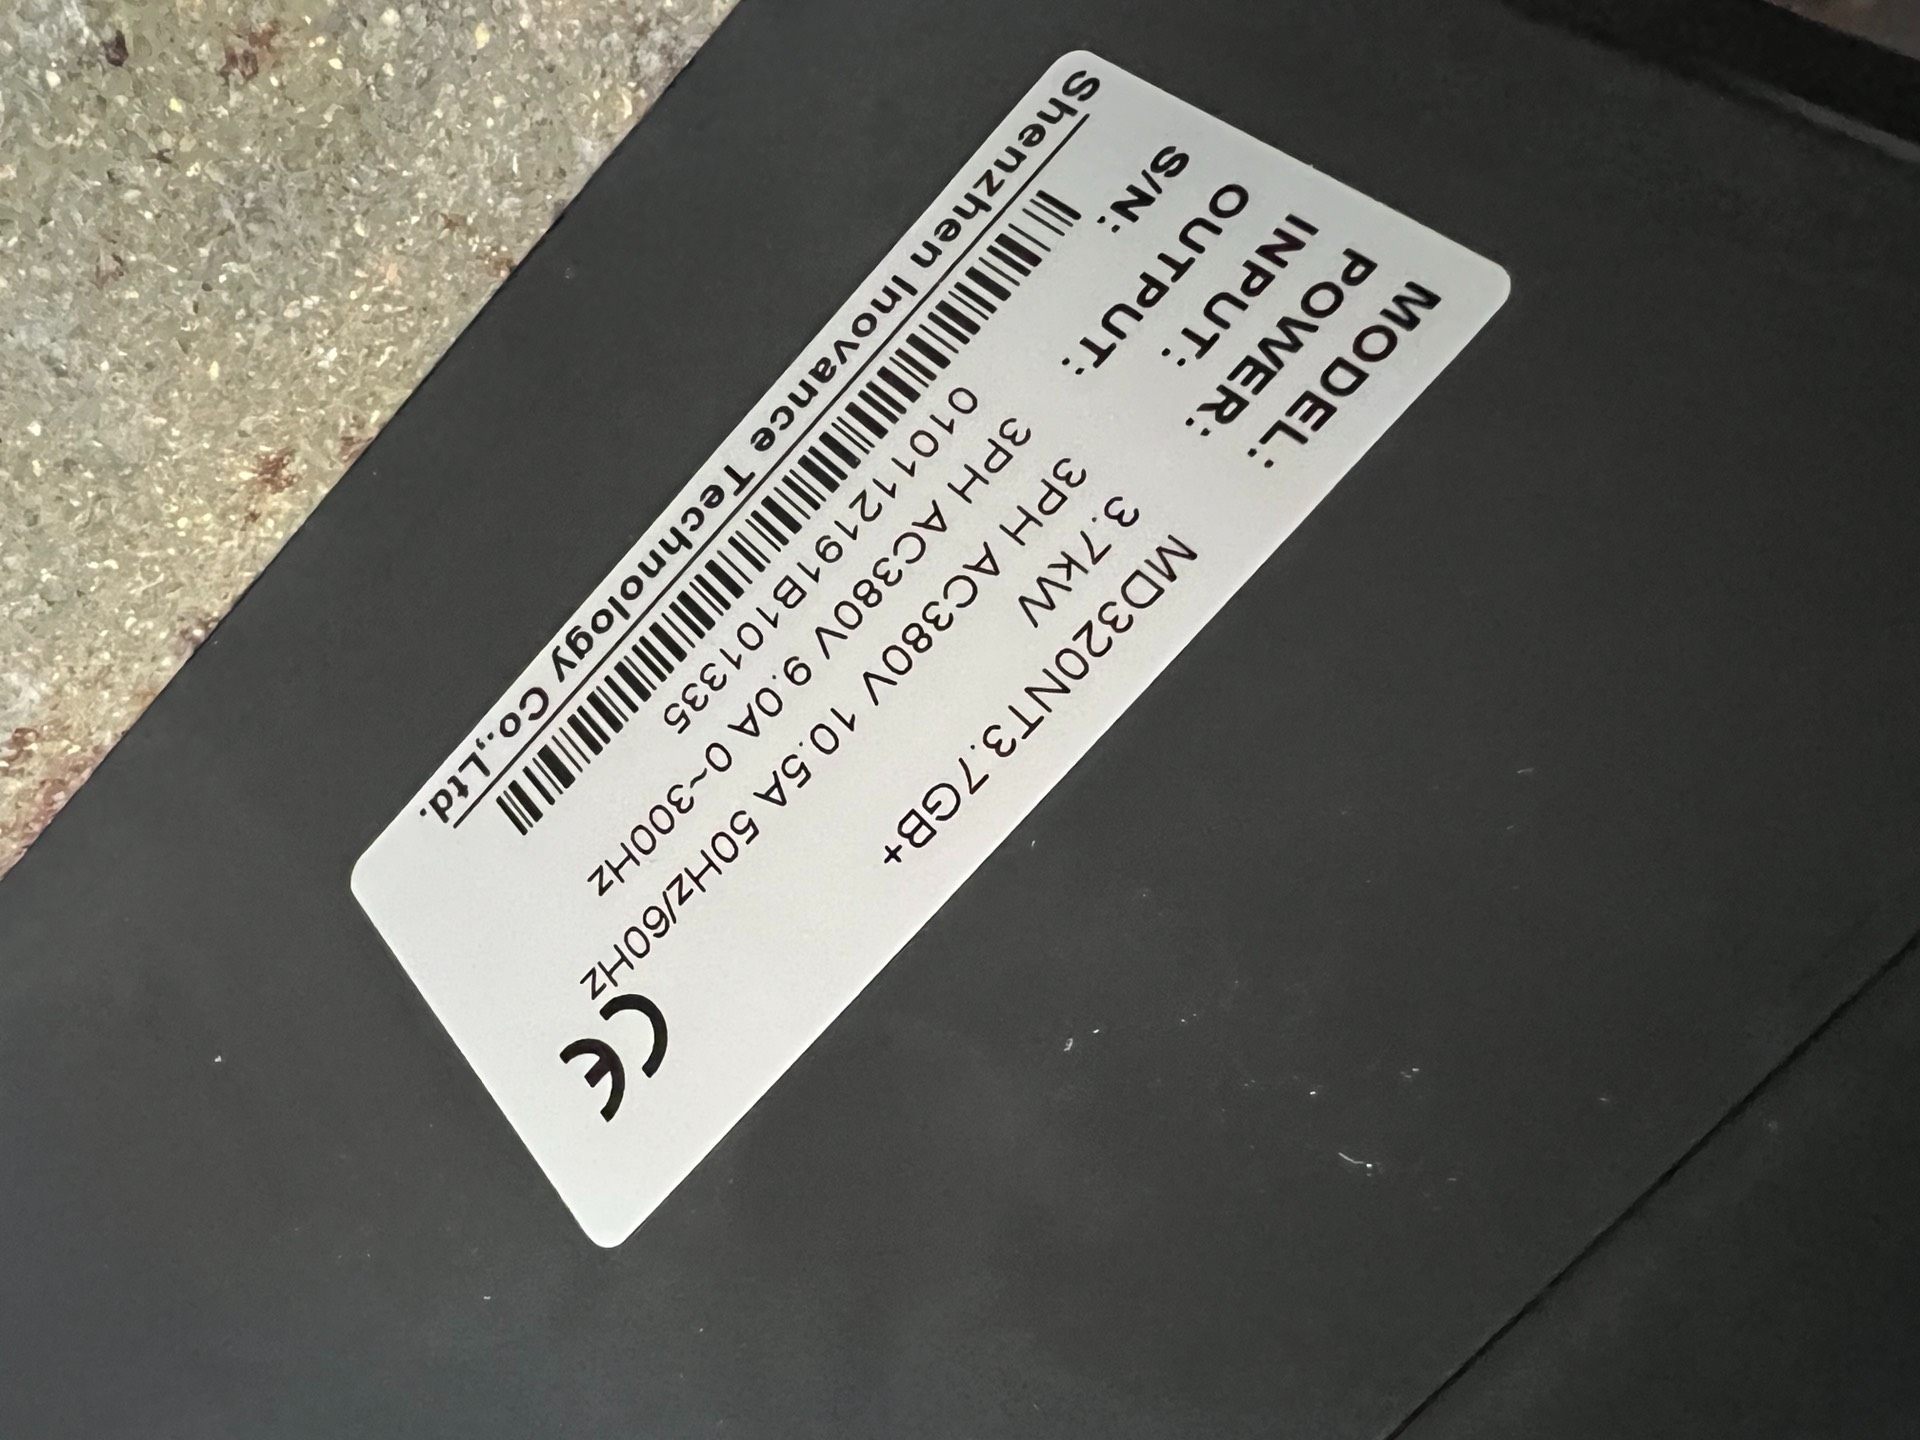 MODEL: MD320NT3.7GB+
POWER: 3.7kW
INPUT: 3PH AC380V 10.5A 50Hz/60Hz
OUTPUT: 3PH AC380V 9.0A 0~300Hz
S/N: 010112191B101335
Shenzhen Inovance Technology Co.,Ltd.
CE